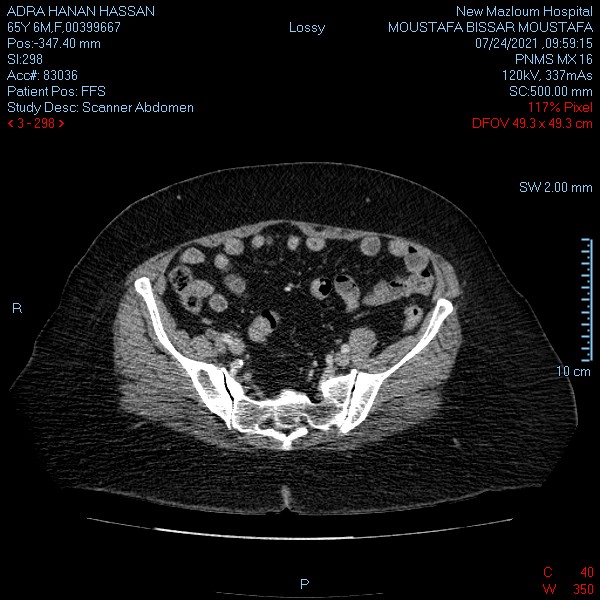 ADRA HANAN HASSAN
65Y 6M,F,00399667
Pos:-347.40 mm
SI:298
Acc#: 83036
Patient Pos: FFS
Study Desc: Scanner Abdomen
< 3 - 298 >
Lossy
New Mazloum Hospital
MOUSTAFA BISSAR MOUSTAFA
07/24/2021 ,09:59:15
PNMS MX 16
120kV, 337mAs
SC:500.00 mm
117% Pixel
DFOV 49.3 x 49.3 cm
SW 2.00 mm
R
10 cm
P
C 40
W 350